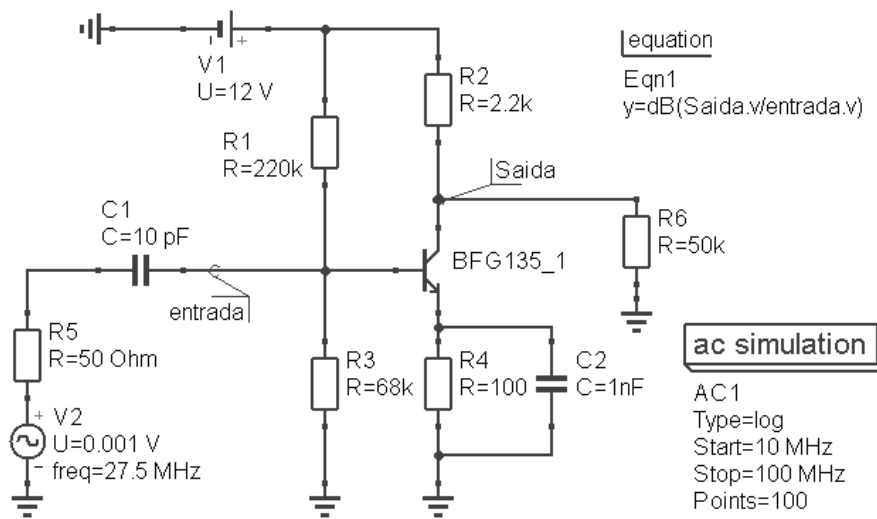 V1
U=12 V
equation
Eqn1
y=dB(Saida.v/entrada.v)
R2
R=2.2k
R1
R=220k
Saida
C1
C=10 pF
R6
R=50k
BFG135_1
entrada
R5
R=50 Ohm
R3
R=68k
R4
R=100
C2
C=1nF
ac simulation
V2
U=0.001 V
freq=27.5 MHz
AC1
Type=log
Start=10 MHz
Stop=100 MHz
Points=100